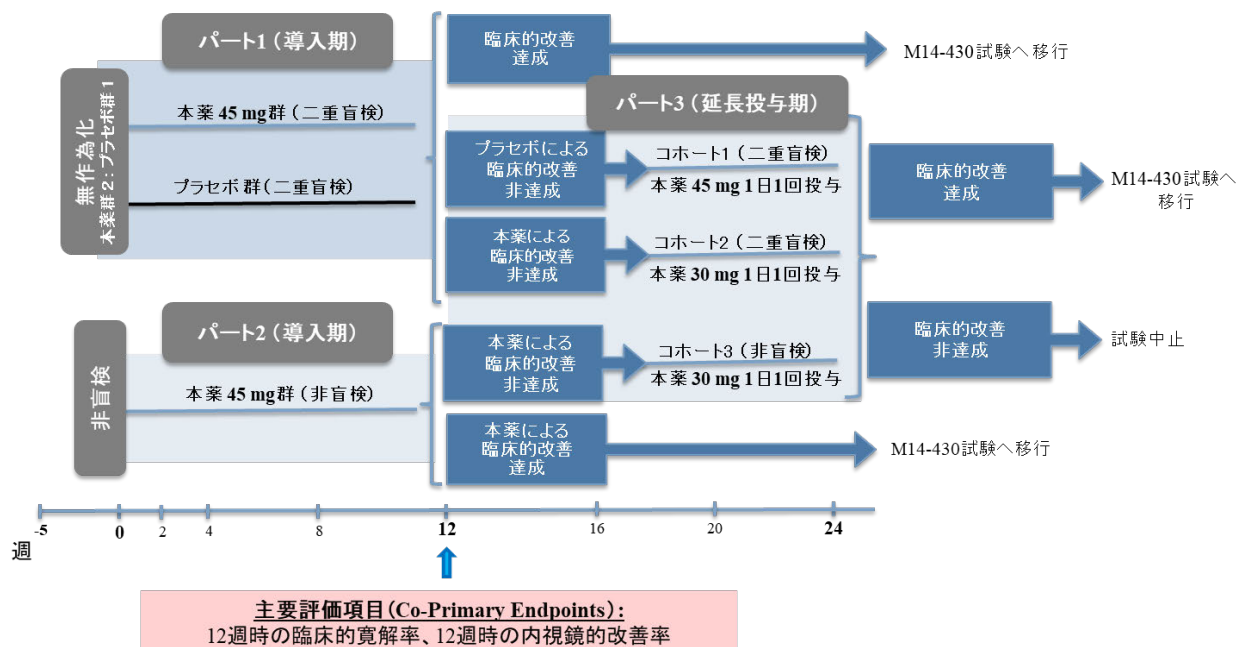 パート1（導入期）
無作為化
本薬群 2：プラセボ群 1
本薬 45 mg群（二重盲検）
プラセボ群（二重盲検）
臨床的改善
達成
M14-430試験へ移行
パート3（延長投与期）
プラセボによる
臨床的改善
非達成
コホート1（二重盲検）
本薬 45 mg 1日1回投与
本薬による
臨床的改善
非達成
コホート2（二重盲検）
本薬 30 mg 1日1回投与
臨床的改善
達成
M14-430試験へ
移行
パート2（導入期）
非盲検
本薬 45 mg群（非盲検）
本薬による
臨床的改善
非達成
コホート3（非盲検）
本薬 30 mg 1日1回投与
臨床的改善
非達成
試験中止
本薬による
臨床的改善
達成
M14-430試験へ移行
-5 0 2 4 8 12 16 20 24
週
主要評価項目（Co-Primary Endpoints）：
12週時の臨床的寛解率、12週時の内視鏡的改善率